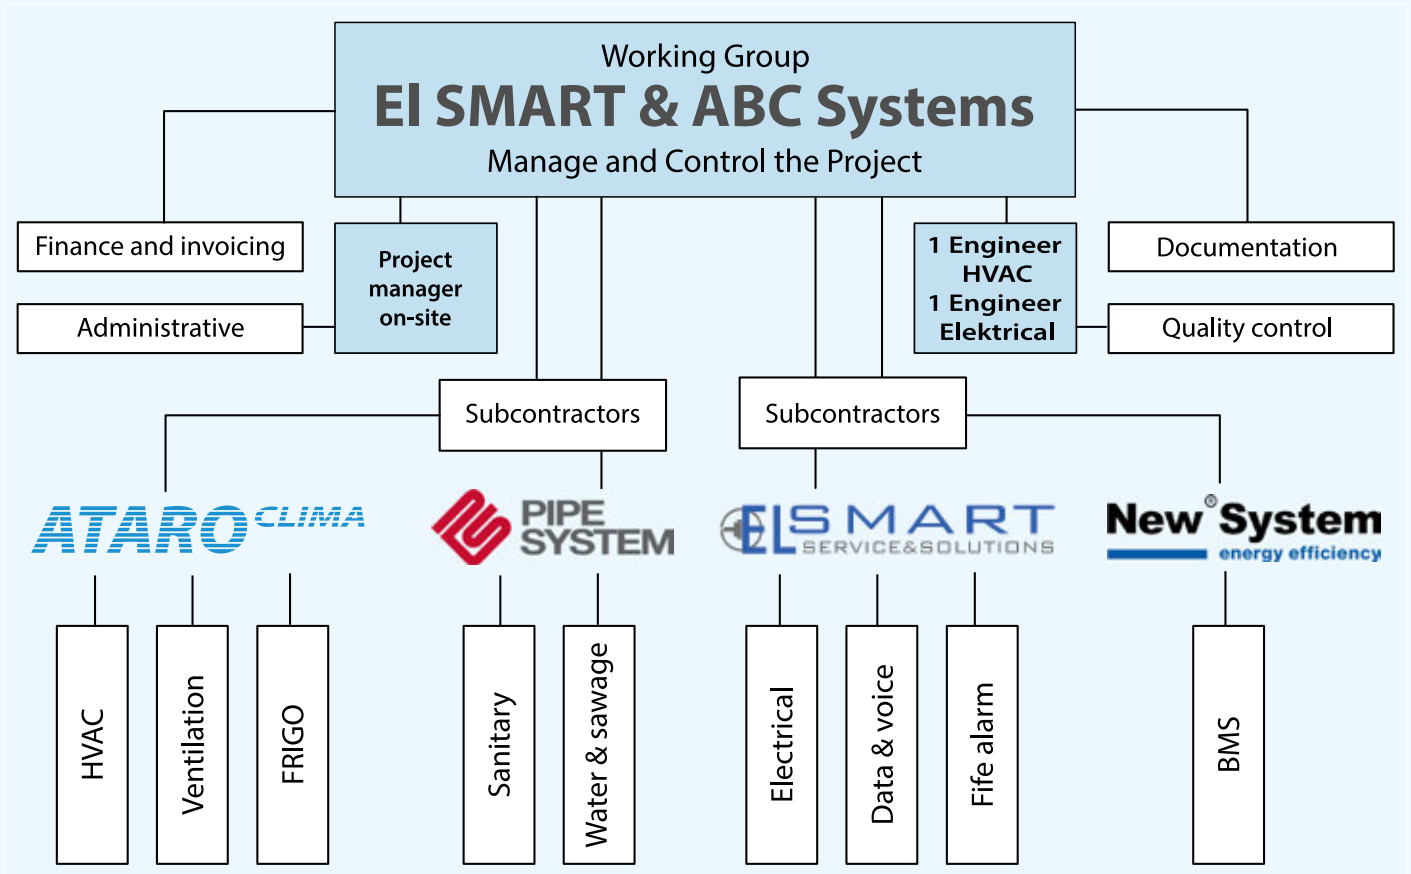 Working Group
El SMART & ABC Systems
Manage and Control the Project
Finance and invoicing
Administrative
Project
manager
on-site
1 Engineer
HVAC
1 Engineer
Elektrical
Documentation
Quality control
Subcontractors
Subcontractors
ATARO CLIMA
PIPE
SYSTEM
ELSMART
SERVICE&SOLUTIONS
New® System
energy efficiency
HVAC
Ventilation
FRIGO
Sanitary
Water & sawage
Electrical
Data & voice
Fife alarm
BMS